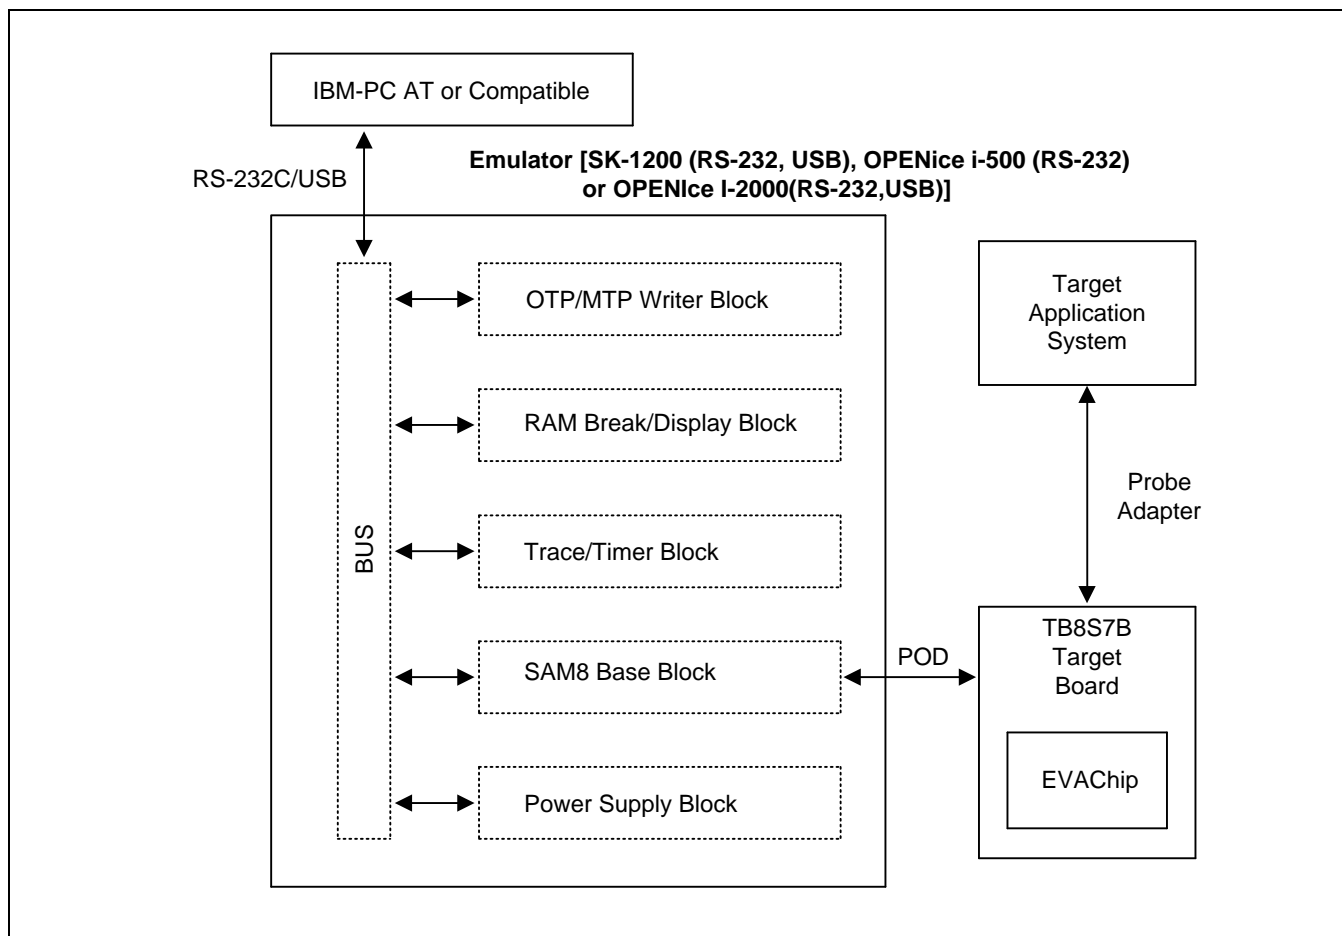 IBM-PC AT or Compatible
RS-232C/USB
Emulator [SK-1200 (RS-232, USB), OPENice i-500 (RS-232)
or OPENIce I-2000(RS-232,USB)]
BUS
OTP/MTP Writer Block
RAM Break/Display Block
Trace/Timer Block
SAM8 Base Block
Power Supply Block
POD
Target
Application
System
Probe
Adapter
TB8S7B
Target
Board
EVAChip